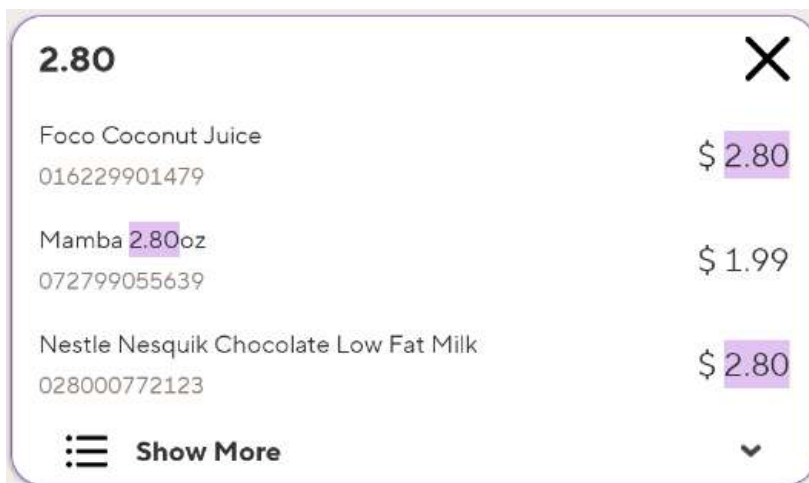 2.80
Foco Coconut Juice
$ 2.80
016229901479
Mamba 2.80oz
$ 1.99
072799055639
Nestle Nesquik Chocolate Low Fat Milk
$ 2.80
028000772123
Show More